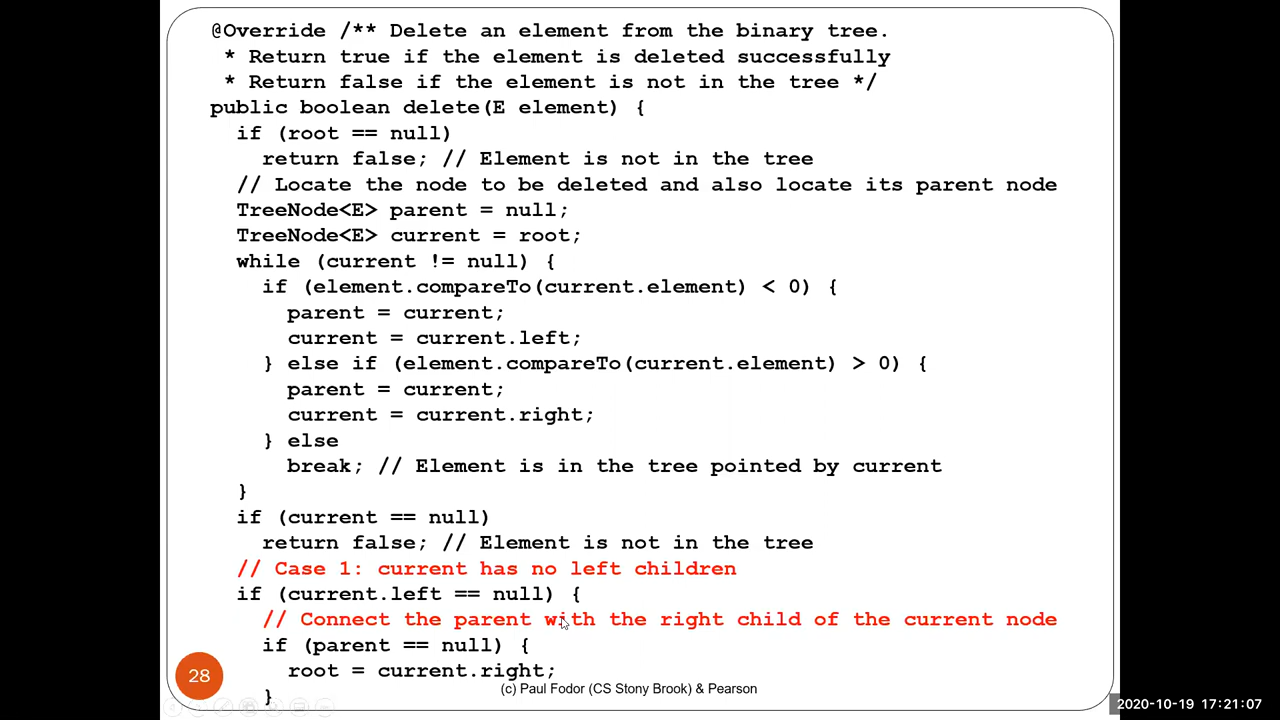 @Override /** Delete an element from the binary tree.
* Return true if the element is deleted successfully
* Return false if the element is not in the tree */
public boolean delete(E element) {
if (root == null)
return false; // Element is not in the tree
// Locate the node to be deleted and also locate its parent node
TreeNode<E> parent = null;
TreeNode<E> current = root;
while (current != null) {
if (element.compareTo(current.element) < 0) {
parent = current;
current = current.left;
} else if (element.compareTo(current.element) > 0) {
parent = current;
current = current.right;
} else
break; // Element is in the tree pointed by current
}
if (current == null)
return false; // Element is not in the tree
// Case 1: current has no left children
if (current.left == null) {
// Connect the parent with the right child of the current node
if (parent == null) {
root = current.right;
}
28
(c) Paul Fodor (CS Stony Brook) & Pearson
2020-10-19 17:21:07